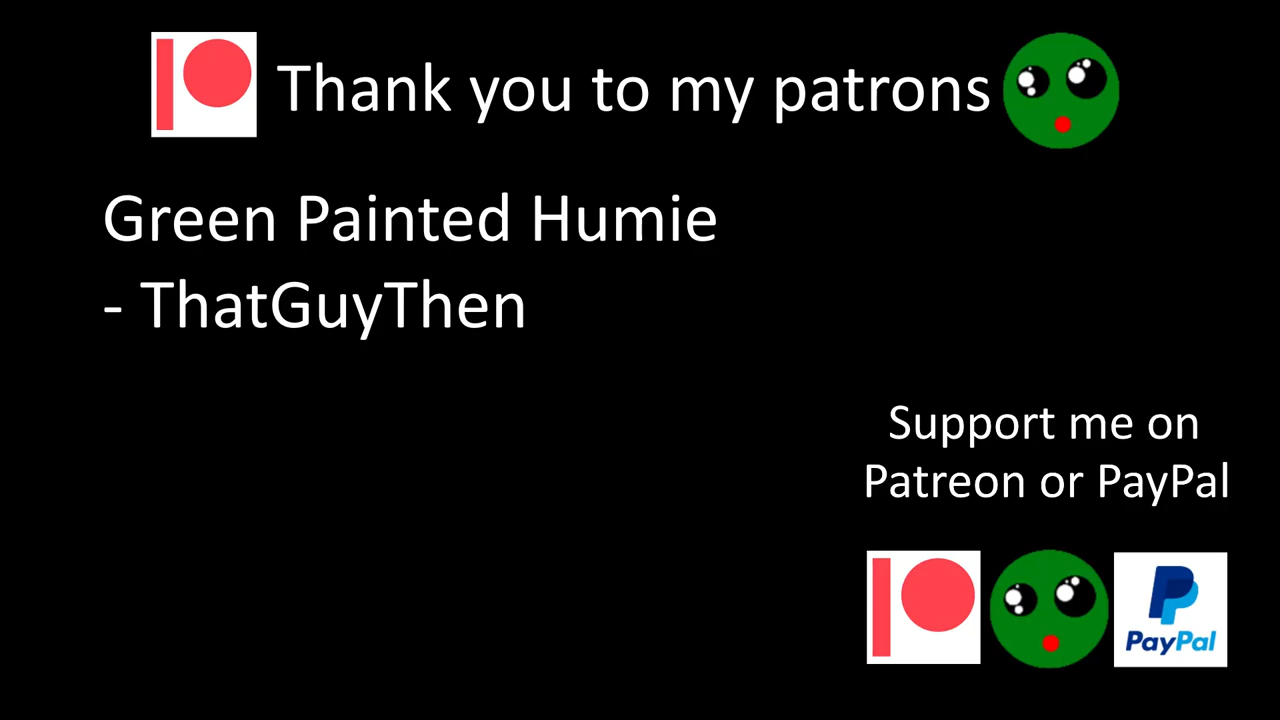 Thank you to my patrons
Green Painted Humie
- ThatGuyThen
Support me on
Patreon or PayPal
PayPal